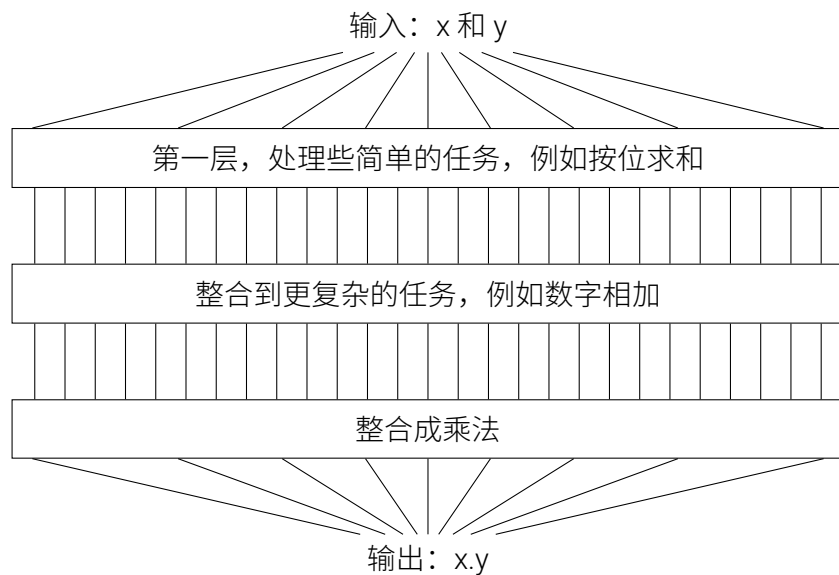 输入：x 和 y
第一层，处理些简单的任务，例如按位求和
整合到更复杂的任务，例如数字相加
整合成乘法
输出：x.y